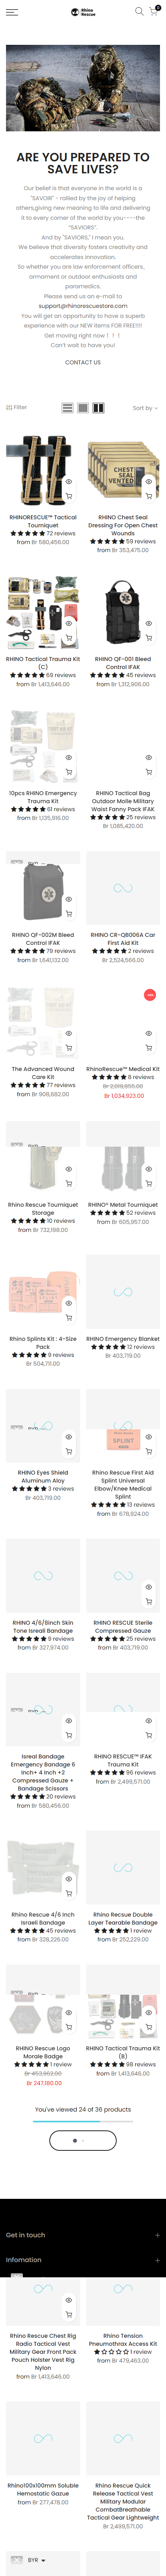 Rhino
Rescue
0
ARE YOU PREPARED TO
SAVE LIVES?
Our belief is that everyone in the world is a
"SAVIOR" - radical by the joy of helping
others,giving new meaning to life and delivering
it to every corner of the world by you----the
"SAVIORS".
And by "SAVIORS," I mean you.
We believe that diversity fosters creativity and
accelerates innovation.
So whether you are law enforcement officers,
armament or outdoor enthusiasts and
paramedics.
Please send us an e-mail to
support@rhinorescuestore.com
You will get an opportunity to have a superb
experience with our NEW items FOR FREE!!!!
Get moving right now！！！
Can't wait to have you!
CONTACT US
Filter
Sort by
RHINORESCUE™ Tactical
Tourniquet
72 reviews
from Br 580,456.00
CHEST
SEAL
VENTED
RHINO Chest Seal
Dressing For Open Chest
Wounds
59 reviews
from Br 353,475.00
RHINO Tactical Trauma Kit
(C)
69 reviews
from Br 1,413,646.00
RHINO QF-001 Bleed
Control IFAK
45 reviews
from Br 1,312,906.00
10pcs RHINO Emergency
Trauma Kit
61 reviews
from Br 1,135,916.00
RHINO Tactical Bag
Outdoor Molle Military
Waist Fanny Pack IFAK
25 reviews
Br 1,085,420.00
BYR
RHINO QF-002M Bleed
Control IFAK
79 reviews
from Br 1,641,132.00
RHINO CR-QB006A Car
First Aid Kit
2 reviews
Br 2,524,566.00
The Advanced Wound
Care Kit
77 reviews
from Br 908,682.00
RhinoRescue™ Medical Kit
8 reviews
Br 1,034,923.00
BYR
Rhino Rescue Tourniquet
Storage
10 reviews
from Br 732,198.00
RHINO® Metal Tourniquet
52 reviews
from Br 605,957.00
Rhino Splints Kit : 4-Size
Pack
9 reviews
Br 504,711.00
RHINO Emergency Blanket
12 reviews
Br 403,719.00
BYR
RHINO Eyes Shield
Aluminum Aloy
3 reviews
Br 403,719.00
SPLINT
Rhino Rescue First Aid
Splint Universal
Elbow/Knee Medical
Splint
13 reviews
from Br 678,924.00
RHINO 4/6/8inch Skin
Tone Isreali Bandage
9 reviews
from Br 327,974.00
RHINO RESCUE Sterile
Compressed Gauze
25 reviews
from Br 403,719.00
BYR
Isreal Bandage
Emergency Bandage 6
Inch+ 4 Inch +2
Compressed Gauze +
Bandage Scissors
20 reviews
from Br 580,456.00
RHINO RESCUE™ IFAK
Trauma Kit
96 reviews
from Br 2,499,571.00
Rhino Rescue 4/6 Inch
Israeli Bandage
45 reviews
from Br 328,226.00
Rhino Recsue Double
Layer Tearable Bandage
1 review
from Br 252,229.00
BYR
Rhino Rescue Logo
Morale Badge
1 review
Br 453,962.00
Br 247,180.00
RHINO Tactical Trauma Kit
(B)
98 reviews
from Br 1,413,646.00
You've viewed 24 of 36 products
Get in touch
Infomation
Rhino Rescue Chest Rig
Radio Tactical Vest
Military Gear Front Pack
Pouch Holster Vest Rig
Nylon
from Br 1,413,646.00
Rhino Tension
Pneumothrax Access Kit
1 review
from Br 479,463.00
Rhino100x100mm Soluble
Hemostatic Gazue
from Br 277,478.00
Rhino Rescue Quick
Release Tactical Vest
Military Modular
CombatBreathable
Tactical Gear Lightweight
Br 2,499,571.00
BYR